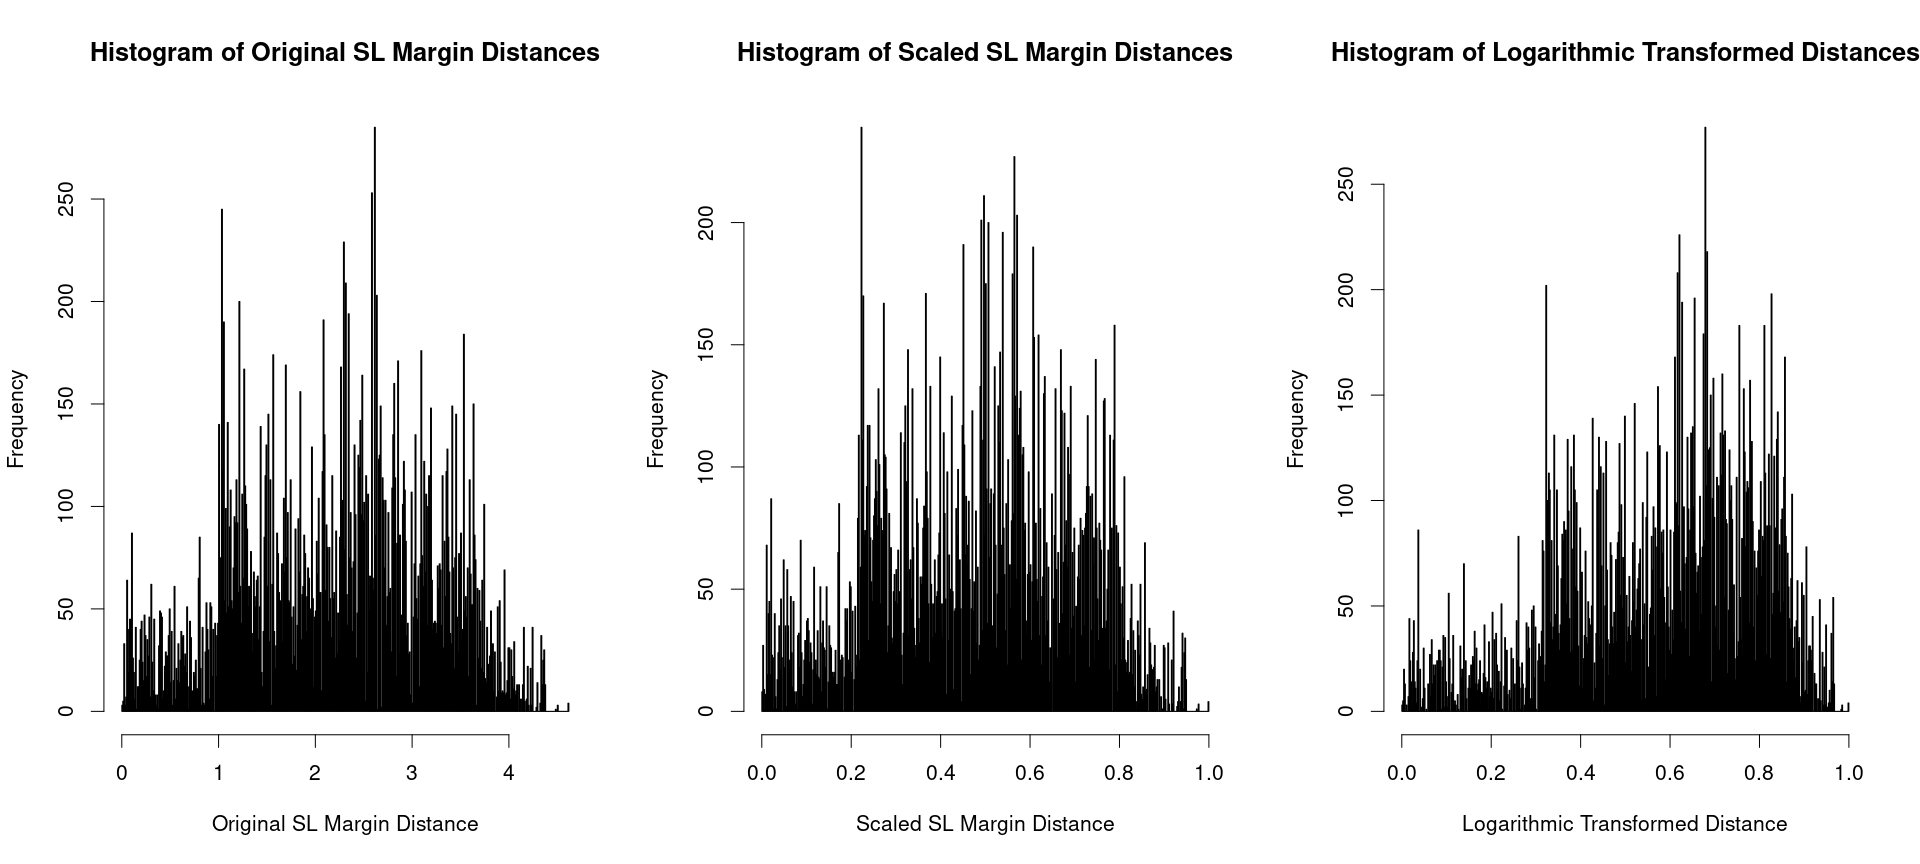 Histogram of Original SL Margin Distances
Frequency
250
200
150
100
50
0
0 1 2 3 4
Original SL Margin Distance
Histogram of Scaled SL Margin Distances
Frequency
200
150
100
50
0
0.0 0.2 0.4 0.6 0.8 1.0
Scaled SL Margin Distance
Histogram of Logarithmic Transformed Distances
Frequency
250
200
150
100
50
0
0.0 0.2 0.4 0.6 0.8 1.0
Logarithmic Transformed Distance